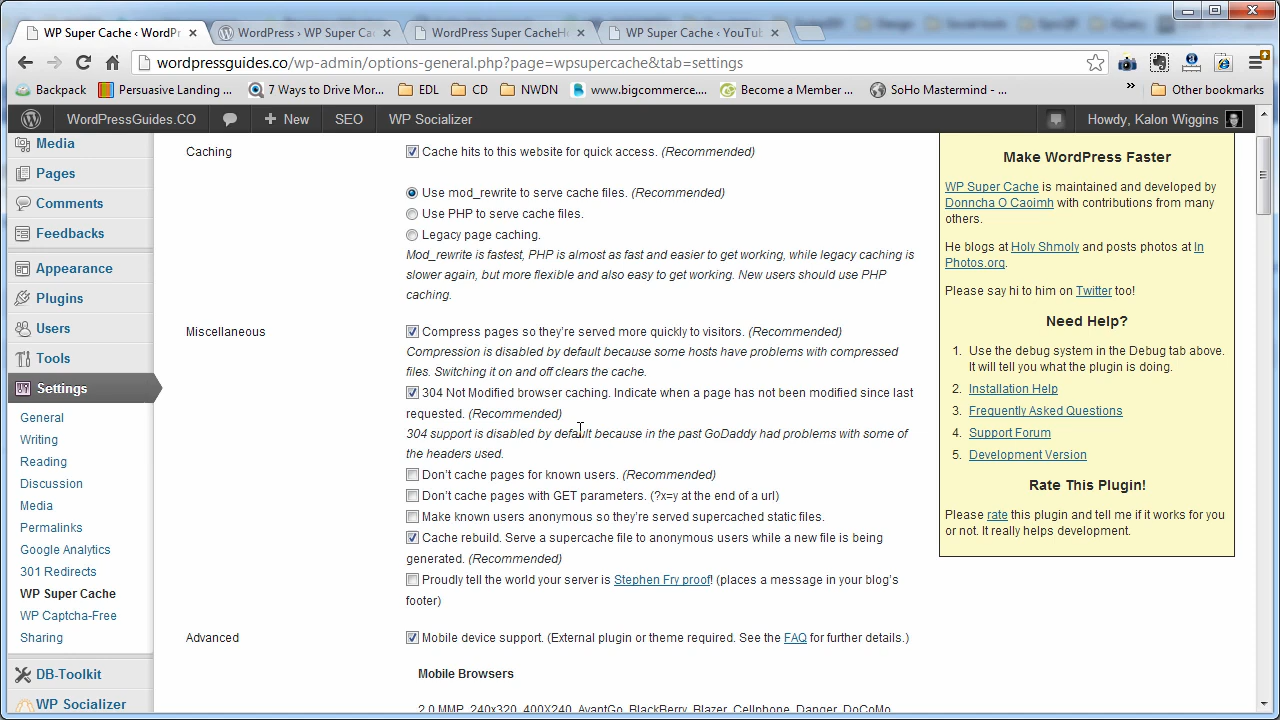 WP Super Cache ‹ WordPr
WordPress › WP Super Ca
WordPress Super CacheH
WP Super Cache ‹ YouTu
wordpressguides.co/wp-admin/options-general.php?page=wpsupercache&tab=settings
Backpack
Persuasive Landing ...
7 Ways to Drive Mor...
EDL
CD
NWDN
www.bigcommerce....
Become a Member ...
SoHo Mastermind - ...
»
Other bookmarks
WordPressGuides.CO
+ New
SEO
WP Socializer
Howdy, Kalon Wiggins
Media
Pages
Comments
Feedbacks
Appearance
Plugins
Users
Tools
Settings
General
Writing
Reading
Discussion
Media
Permalinks
Google Analytics
301 Redirects
WP Super Cache
WP Captcha-Free
Sharing
DB-Toolkit
WP Socializer
Caching
Cache hits to this website for quick access. (Recommended)
Use mod_rewrite to serve cache files. (Recommended)
Use PHP to serve cache files.
Legacy page caching.
Mod_rewrite is fastest, PHP is almost as fast and easier to get working, while legacy caching is
slower again, but more flexible and also easy to get working. New users should use PHP
caching.
Miscellaneous
Compress pages so they’re served more quickly to visitors. (Recommended)
Compression is disabled by default because some hosts have problems with compressed
files. Switching it on and off clears the cache.
304 Not Modified browser caching. Indicate when a page has not been modified since last
requested. (Recommended)
304 support is disabled by default because in the past GoDaddy had problems with some of
the headers used.
Don’t cache pages for known users. (Recommended)
Don’t cache pages with GET parameters. (?x=y at the end of a url)
Make known users anonymous so they’re served supercached static files.
Cache rebuild. Serve a supercache file to anonymous users while a new file is being
generated. (Recommended)
Proudly tell the world your server is Stephen Fry proof! (places a message in your blog’s
footer)
Advanced
Mobile device support. (External plugin or theme required. See the FAQ for further details.)
Mobile Browsers
2.0 MMP, 240x320, 400X240, AvantGo, BlackBerry, Blazer, Cellphone, Danger, DoCoMo,
Make WordPress Faster
WP Super Cache is maintained and developed by
Donncha O Caoimh with contributions from many
others.
He blogs at Holy Shmoly and posts photos at In
Photos.org.
Please say hi to him on Twitter too!
Need Help?
1. Use the debug system in the Debug tab above.
It will tell you what the plugin is doing.
2. Installation Help
3. Frequently Asked Questions
4. Support Forum
5. Development Version
Rate This Plugin!
Please rate this plugin and tell me if it works for you
or not. It really helps development.